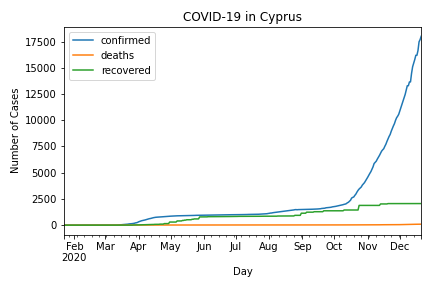 COVID-19 in Cyprus
confirmed
deaths
recovered
17500
15000
12500
10000
7500
5000
2500
0
Number of Cases
Feb Mar Apr May Jun Jul Aug Sep Oct Nov Dec
2020
Day